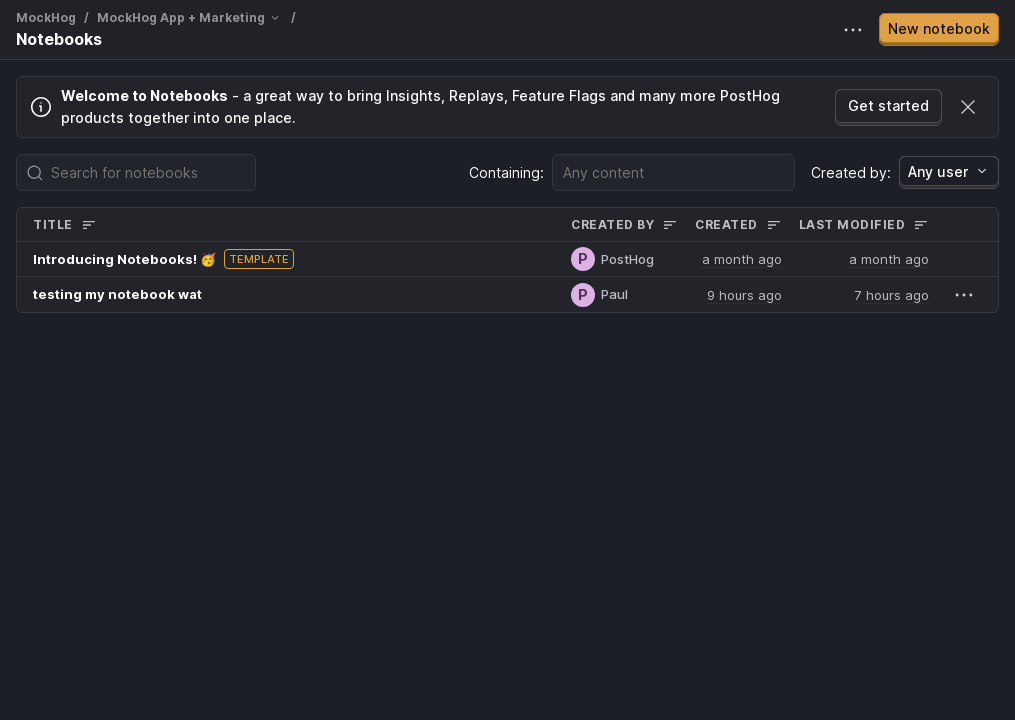 MockHog / MockHog App + Marketing /
Notebooks
New notebook
Welcome to Notebooks - a great way to bring Insights, Replays, Feature Flags and many more PostHog
products together into one place.
Get started
Search for notebooks
Containing: Any content
Created by: Any user
TITLE CREATED BY CREATED LAST MODIFIED
Introducing Notebooks! 🥳 TEMPLATE P PostHog a month ago a month ago
testing my notebook wat P Paul 9 hours ago 7 hours ago